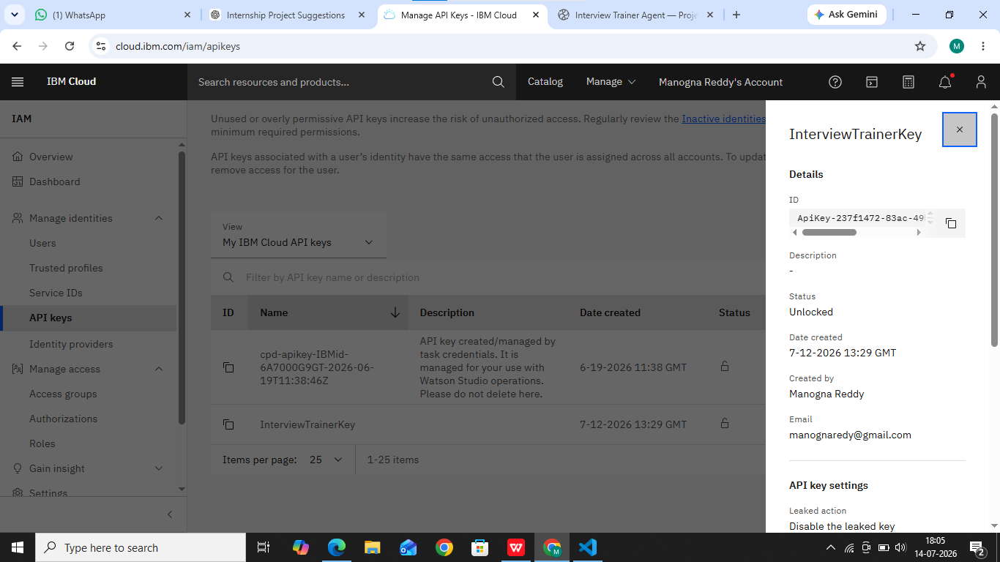 (1) WhatsApp
Internship Project Suggestions
Manage API Keys - IBM Cloud
Interview Trainer Agent — Proje
Ask Gemini
cloud.ibm.com/iam/apikeys
M
IBM Cloud
Search resources and products...
Catalog
Manage
Manogna Reddy's Account
IAM
Overview
Dashboard
Manage identities
Users
Trusted profiles
Service IDs
API keys
Identity providers
Manage access
Access groups
Authorizations
Roles
Gain insight
Settings
Unused or overly permissive API keys increase the risk of unauthorized access. Regularly review the Inactive identities
minimum required permissions.
API keys associated with a user's identity have the same access that the user is assigned across all accounts. To updat
remove access for the user.
View
My IBM Cloud API keys
Filter by API key name or description
ID Name Description Date created Status
cpd-apikey-IBMid-
6A7000G9GT-2026-06-
19T11:38:46Z
API key created/managed by
task credentials. It is
managed for your use with
Watson Studio operations.
Please do not delete here.
6-19-2026 11:38 GMT
InterviewTrainerKey
7-12-2026 13:29 GMT
Items per page: 25
1-25 items
InterviewTrainerKey
Details
ID
ApiKey-237f1472-83ac-49
Description
-
Status
Unlocked
Date created
7-12-2026 13:29 GMT
Created by
Manogna Reddy
Email
manognaredy@gmail.com
API key settings
Leaked action
Disable the leaked key
Type here to search
18:05
14-07-2026
2